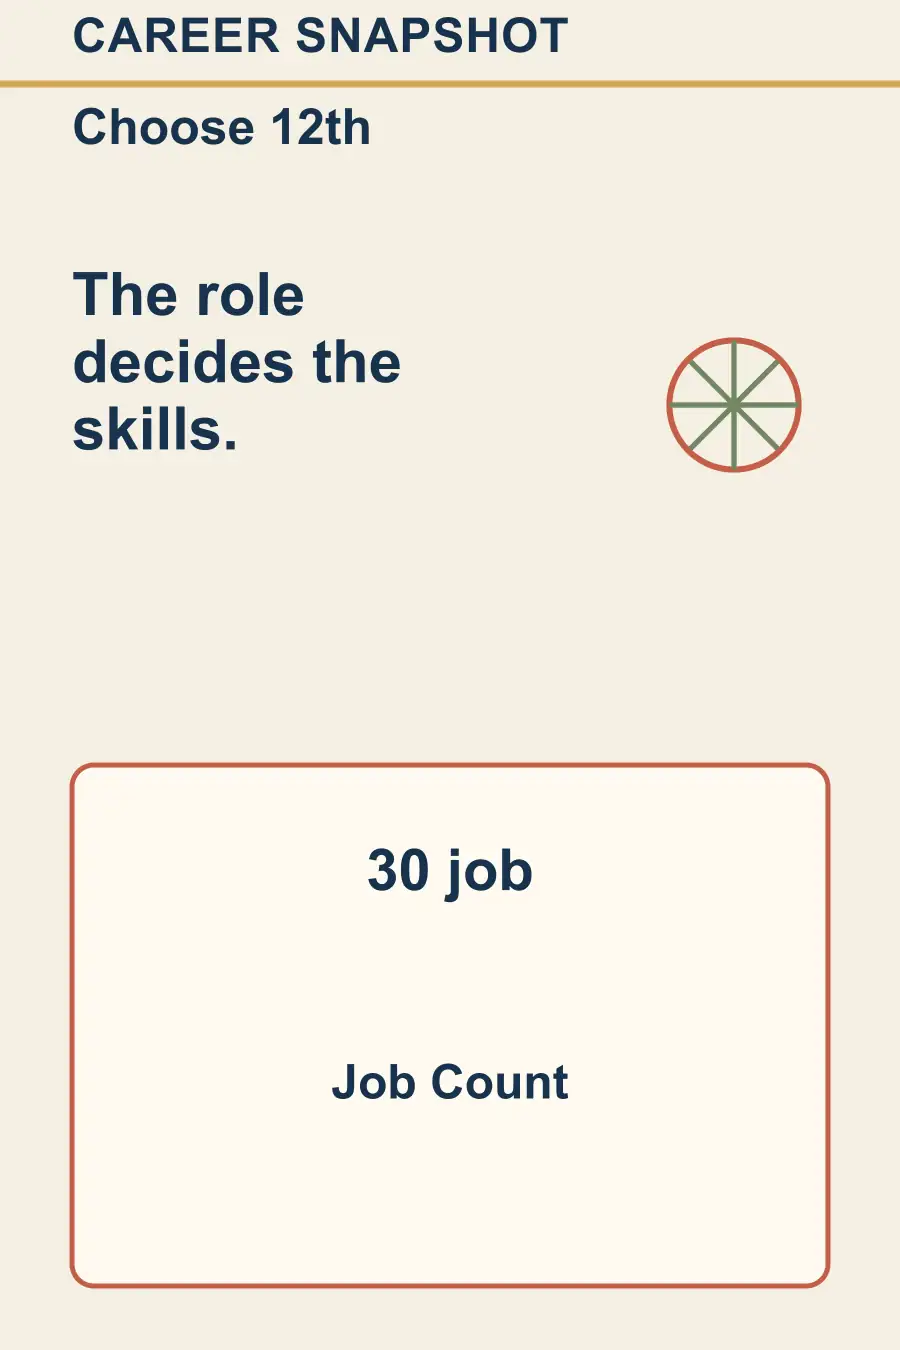 CAREER SNAPSHOT
Choose 12th
The role
decides the
skills.
30 job
Job Count